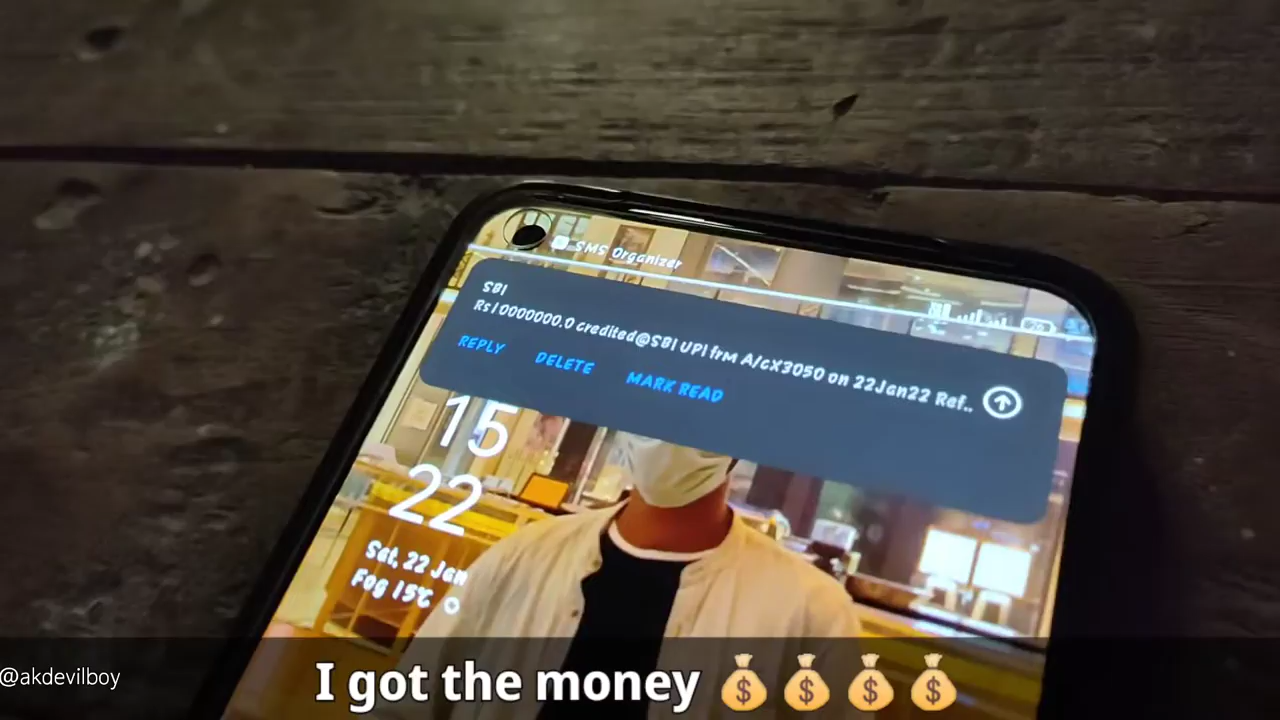 SMS Organizer
SBI
Rs10000000.0 credited@SBI UPI frm A/cX3050 on 22Jan22 Ref..
REPLY DELETE MARK READ
15
22
Sat, 22 Jan
Fog 15℃
@akdevilboy
I got the money 💰💰💰💰